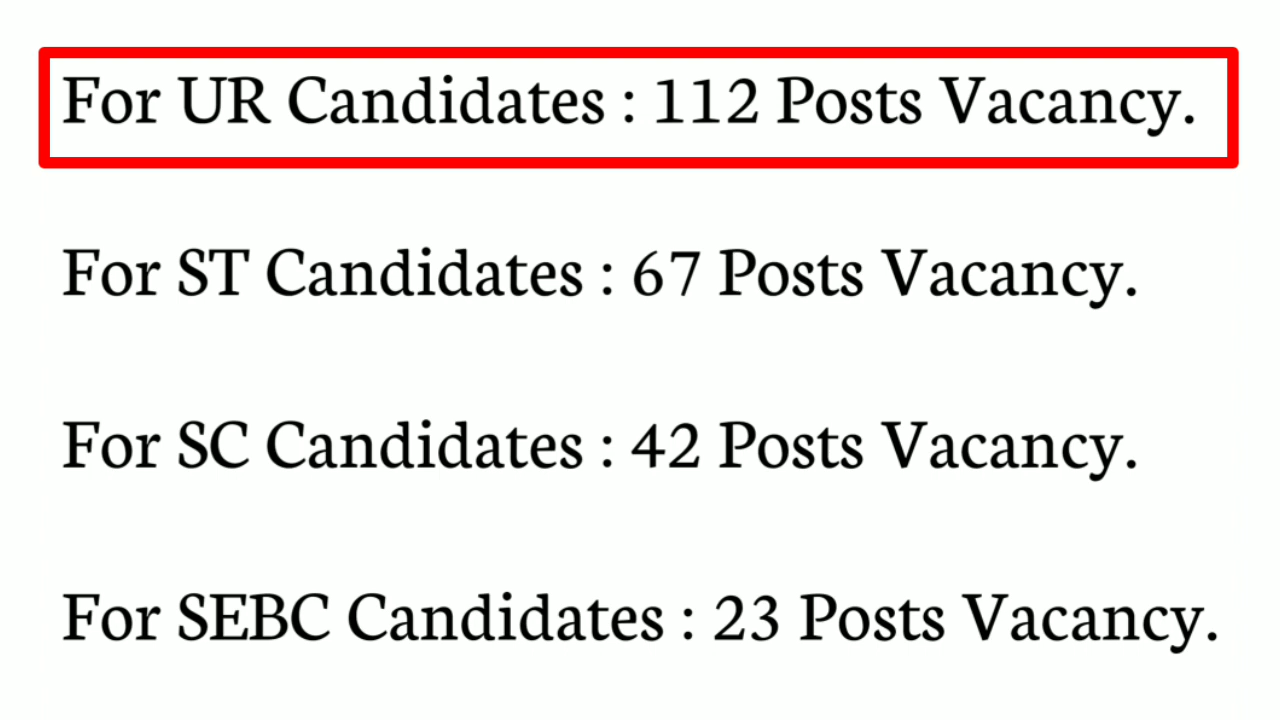 For UR Candidates : 112 Posts Vacancy.
For ST Candidates : 67 Posts Vacancy.
For SC Candidates : 42 Posts Vacancy.
For SEBC Candidates : 23 Posts Vacancy.